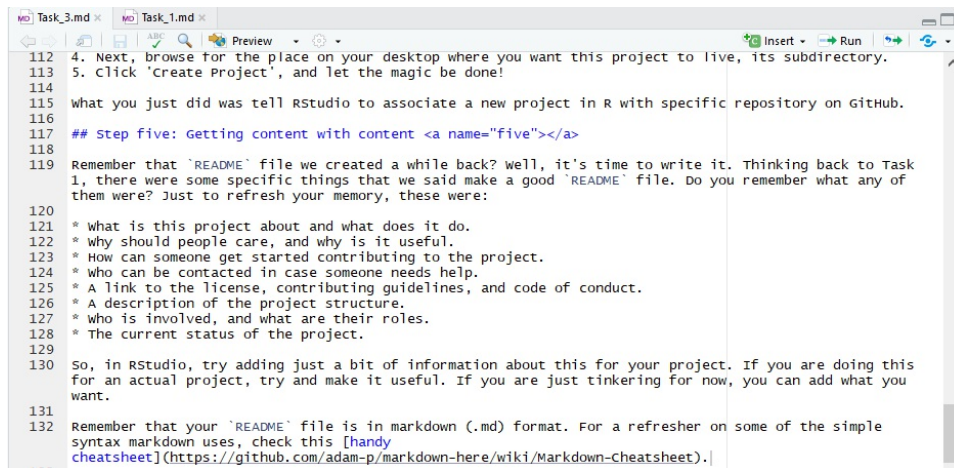 Task_3.md × Task_1.md ×
ABC Preview Insert Run
112 4. Next, browse for the place on your desktop where you want this project to live, its subdirectory.
113 5. Click 'Create Project', and let the magic be done!
114
115 What you just did was tell RStudio to associate a new project in R with specific repository on GitHub.
116
117 ## Step five: Getting content with content <a name="five"></a>
118
119 Remember that `README` file we created a while back? Well, it's time to write it. Thinking back to Task
1, there were some specific things that we said make a good `README` file. Do you remember what any of
them were? Just to refresh your memory, these were:
120
121 * What is this project about and what does it do.
122 * Why should people care, and why is it useful.
123 * How can someone get started contributing to the project.
124 * Who can be contacted in case someone needs help.
125 * A link to the license, contributing guidelines, and code of conduct.
126 * A description of the project structure.
127 * Who is involved, and what are their roles.
128 * The current status of the project.
129
130 So, in RStudio, try adding just a bit of information about this for your project. If you are doing this
for an actual project, try and make it useful. If you are just tinkering for now, you can add what you
want.
131
132 Remember that your `README` file is in markdown (.md) format. For a refresher on some of the simple
syntax markdown uses, check this [handy
cheatsheet](https://github.com/adam-p/markdown-here/wiki/Markdown-Cheatsheet).